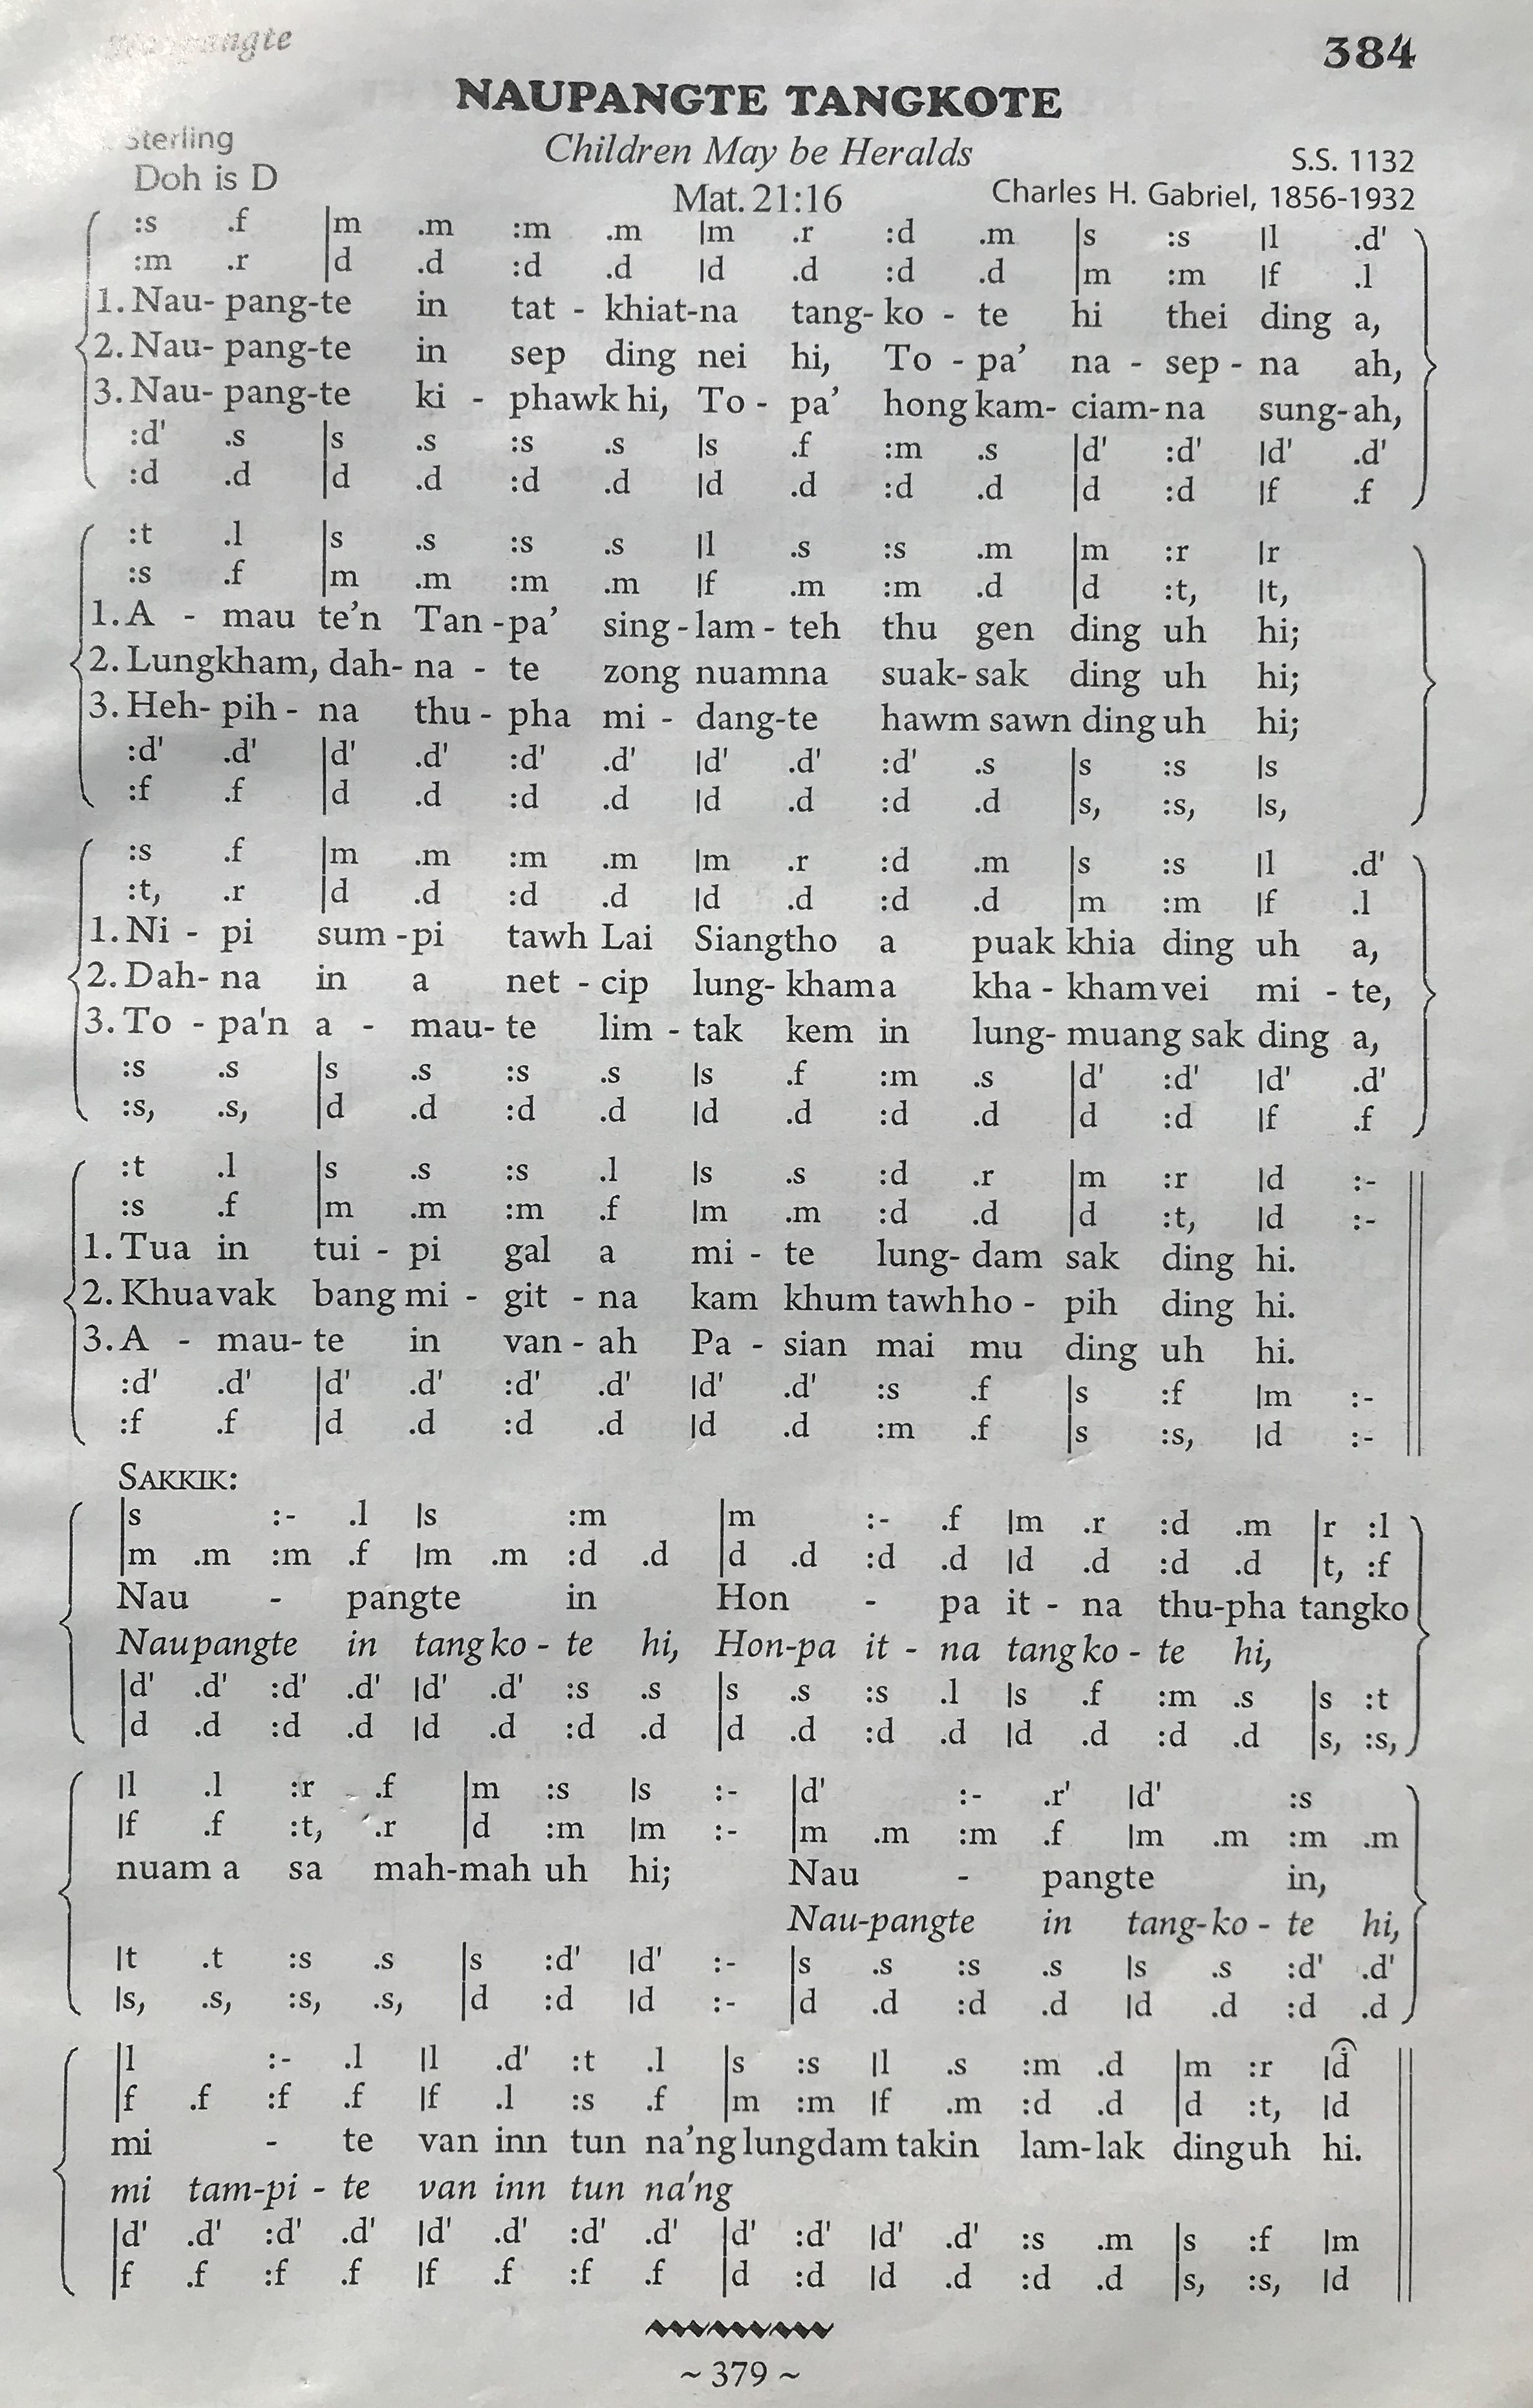 Naupangte
384
NAUPANGTE TANGKOTE
Sterling
Children May be Heralds
S.S. 1132
Doh is D
Mat. 21:16
Charles H. Gabriel, 1856-1932
:s .f |m .m :m .m |m .r :d .m |s :s |l .d'
:m .r |d .d :d .d |d .d :d .d |m :m |f .l
1. Nau- pang-te in tat - khiat-na tang- ko - te hi thei ding a,
2. Nau- pang-te in sep ding nei hi, To - pa’ na - sep - na ah,
3. Nau- pang-te ki - phawk hi, To - pa’ hong kam- ciam-na sung-ah,
:d' .s |s .s :s .s |s .f :m .s |d' :d' |d' .d'
:d .d |d .d :d .d |d .d :d .d |d :d |f .f
:t .l |s .s :s .s |l .s :s .m |m :r |r
:s .f |m .m :m .m |f .m :m .d |d :t, |t,
1. A - mau te’n Tan -pa’ sing - lam - teh thu gen ding uh hi;
2. Lungkham, dah- na - te zong nuamna suak- sak ding uh hi;
3. Heh- pih - na thu - pha mi - dang-te hawm sawn ding uh hi;
:d' .d' |d' .d' :d' .d' |d' .d' :d' .s |s :s |s
:f .f |d .d :d .d |d .d :d .d |s, :s, |s,
:s .f |m .m :m .m |m .r :d .m |s :s |l .d'
:t, .r |d .d :d .d |d .d :d .d |m :m |f .l
1. Ni - pi sum -pi tawh Lai Siangtho a puak khia ding uh a,
2. Dah- na in a net - cip lung- kham a kha - kham vei mi - te,
3. To - pa'n a - mau- te lim - tak kem in lung- muang sak ding a,
:s .s |s .s :s .s |s .f :m .s |d' :d' |d' .d'
:s, .s, |d .d :d .d |d .d :d .d |d :d |f .f
:t .l |s .s :s .l |s .s :d .r |m :r |d :-
:s .f |m .m :m .f |m .m :d .d |d :t, |d :-
1. Tua in tui - pi gal a mi - te lung- dam sak ding hi.
2. Khuavak bang mi - git - na kam khum tawh ho - pih ding hi.
3. A - mau- te in van - ah Pa - sian mai mu ding uh hi.
:d' .d' |d' .d' :d' .d' |d' .d' :s .f |s :f |m :-
:f .f |d .d :d .d |d .d :m .f |s :s, |d :-
SAKKIK:
|s :- .l |s :m |m :- .f |m .r :d .m |r :l
|m .m :m .f |m .m :d .d |d .d :d .d |d .d :d .d |t, :f
Nau - pangte in Hon - pa it - na thu-pha tangko
Naupangte in tang ko - te hi, Hon-pa it - na tang ko - te hi,
|d' .d' :d' .d' |d' .d' :s .s |s .s :s .l |s .f :m .s |s :t
|d .d :d .d |d .d :d .d |d .d :d .d |d .d :d .d |s, :s,
|l .l :r .f |m :s |s :- |d' :- .r' |d' :s
|f .f :t, .r |d :m |m :- |m .m :m .f |m .m :m .m
nuam a sa mah-mah uh hi; Nau - pangte in,
Nau-pangte in tang-ko - te hi,
|t .t :s .s |s :d' |d' :- |s .s :s .s |s .s :d' .d'
|s, .s, :s, .s, |d :d |d :- |d .d :d .d |d .d :d .d
|l :- .l |l .d' :t .l |s :s |l .s :m .d |m :r |d
|f .f :f .f |f .l :s .f |m :m |f .m :d .d |d :t, |d
mi - te van inn tun na’ng lungdam takin lam-lak dinguh hi.
mi tam-pi - te van inn tun na'ng
|d' .d' :d' .d' |d' .d' :d' .d' |d' :d' |d' .d' :s .m |s :f |m
|f .f :f .f |f .f :f .f |d :d |d .d :d .d |s, :s, |d
~ 379 ~